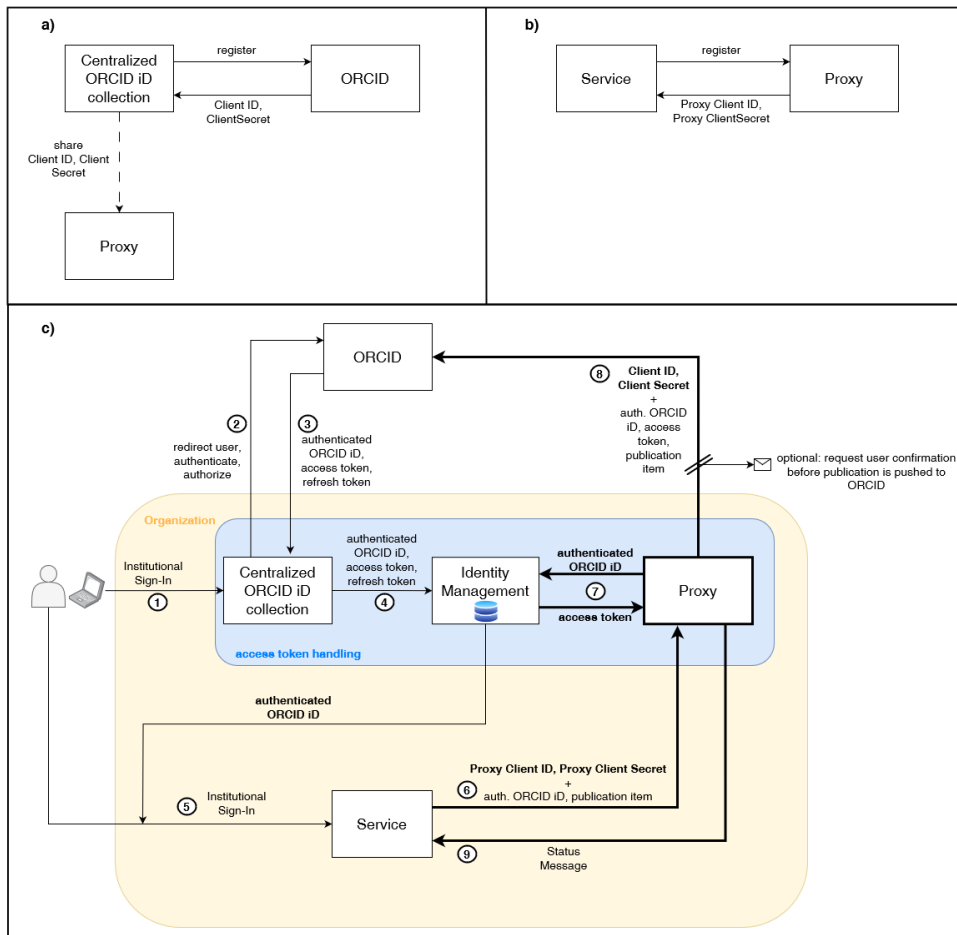 a)
Centralized
ORCID iD
collection
register
ORCID
Client ID,
ClientSecret
share
Client ID, Client
Secret
Proxy
b)
Service
register
Proxy
Proxy Client ID,
Proxy ClientSecret
c)
ORCID
8
Client ID,
Client Secret
+
auth. ORCID
iD, access
token,
publication
item
2
redirect user,
authenticate,
authorize
3
authenticated
ORCID iD,
access token,
refresh token
optional: request user confirmation
before publication is pushed to
ORCID
Organization
Institutional
Sign-In
1
Centralized
ORCID iD
collection
authenticated
ORCID iD,
access token,
refresh token
4
Identity
Management
authenticated
ORCID iD
7
access token
Proxy
access token handling
authenticated
ORCID iD
5
Institutional
Sign-In
Service
Proxy Client ID, Proxy Client Secret
+
6
auth. ORCID iD, publication item
9
Status
Message